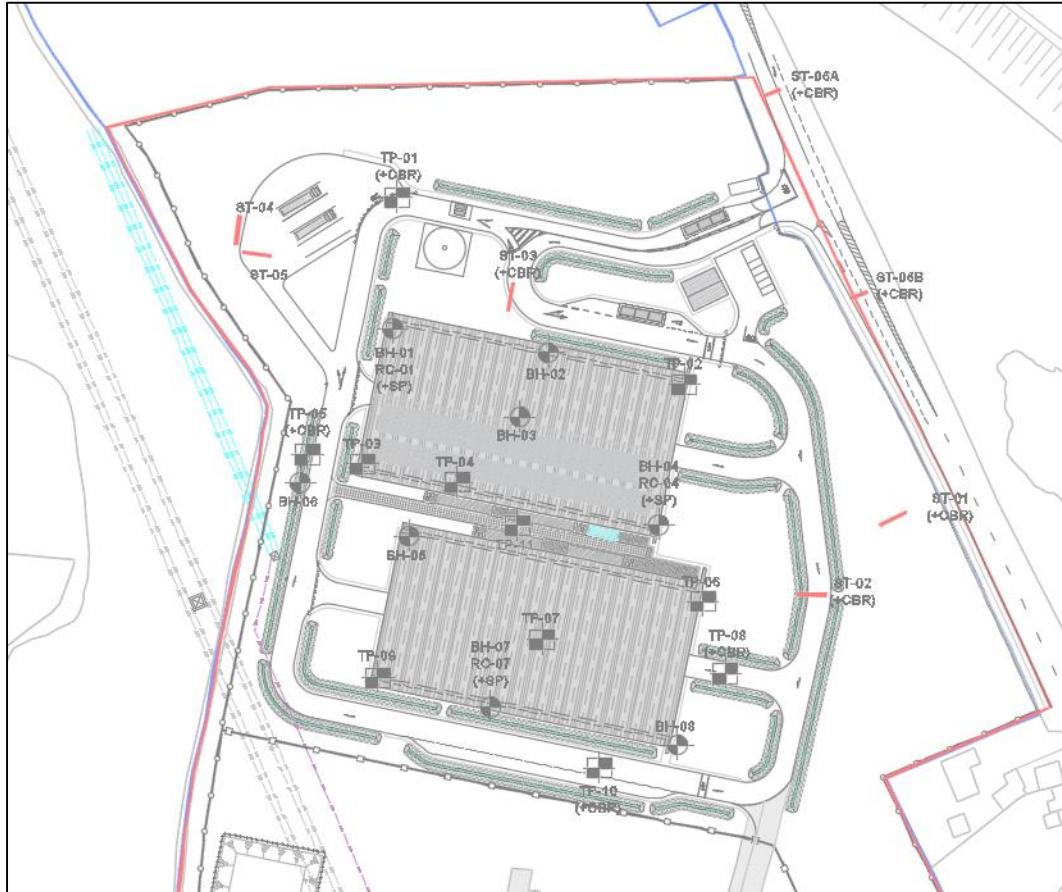 ST-06A
(+CBR)
TP-01
(+CBR)
ST-04
ST-05
ST-03
(+CBR)
ST-06B
(+CBR)
BH-01
RC-01
(+SP)
BH-02
TP-02
BH-03
TP-05
(+CBR)
TP-03
TP-04
BH-04
RC-04
(+SP)
BH-06
ST-01
(+CBR)
TP-11
BH-05
ST-02
(+CBR)
TP-06
TP-07
TP-08
(+CBR)
BH-07
RC-07
(+SP)
TP-09
BH-08
TP-10
(+CBR)